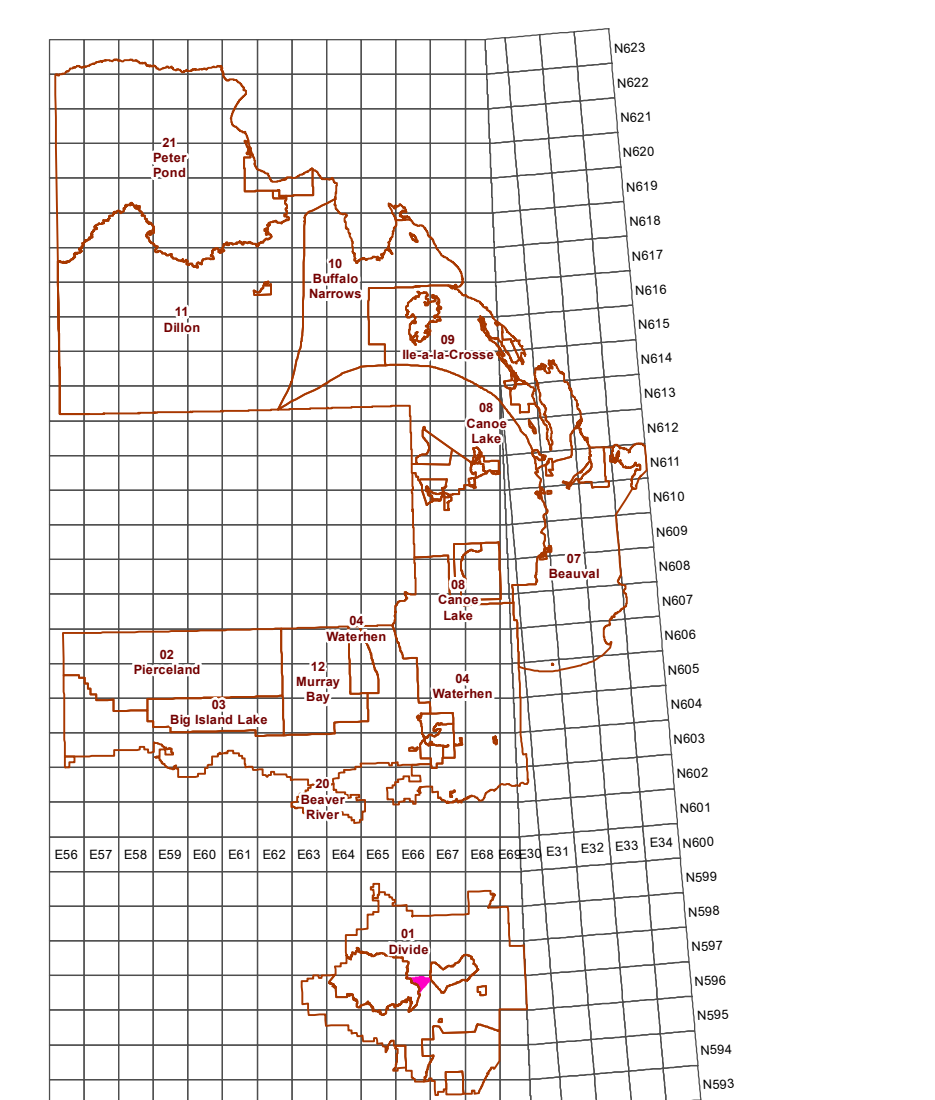 N623
N622
N621
21
Peter
Pond
N620
N619
N618
N617
10
Buffalo
Narrows
N616
11
Dillon
N615
09
Ile-a-la-Crosse
N614
N613
08
Canoe
Lake
N612
N611
N610
N609
07
Beauval
N608
08
Canoe
Lake
N607
04
Waterhen
N606
02
Pierceland
12
Murray
Bay
N605
04
Waterhen
03
Big Island Lake
N604
N603
N602
20
Beaver
River
N601
N600
E56 E57 E58 E59 E60 E61 E62 E63 E64 E65 E66 E67 E68 E69 E30 E31 E32 E33 E34
N599
N598
01
Divide
N597
N596
N595
N594
N593